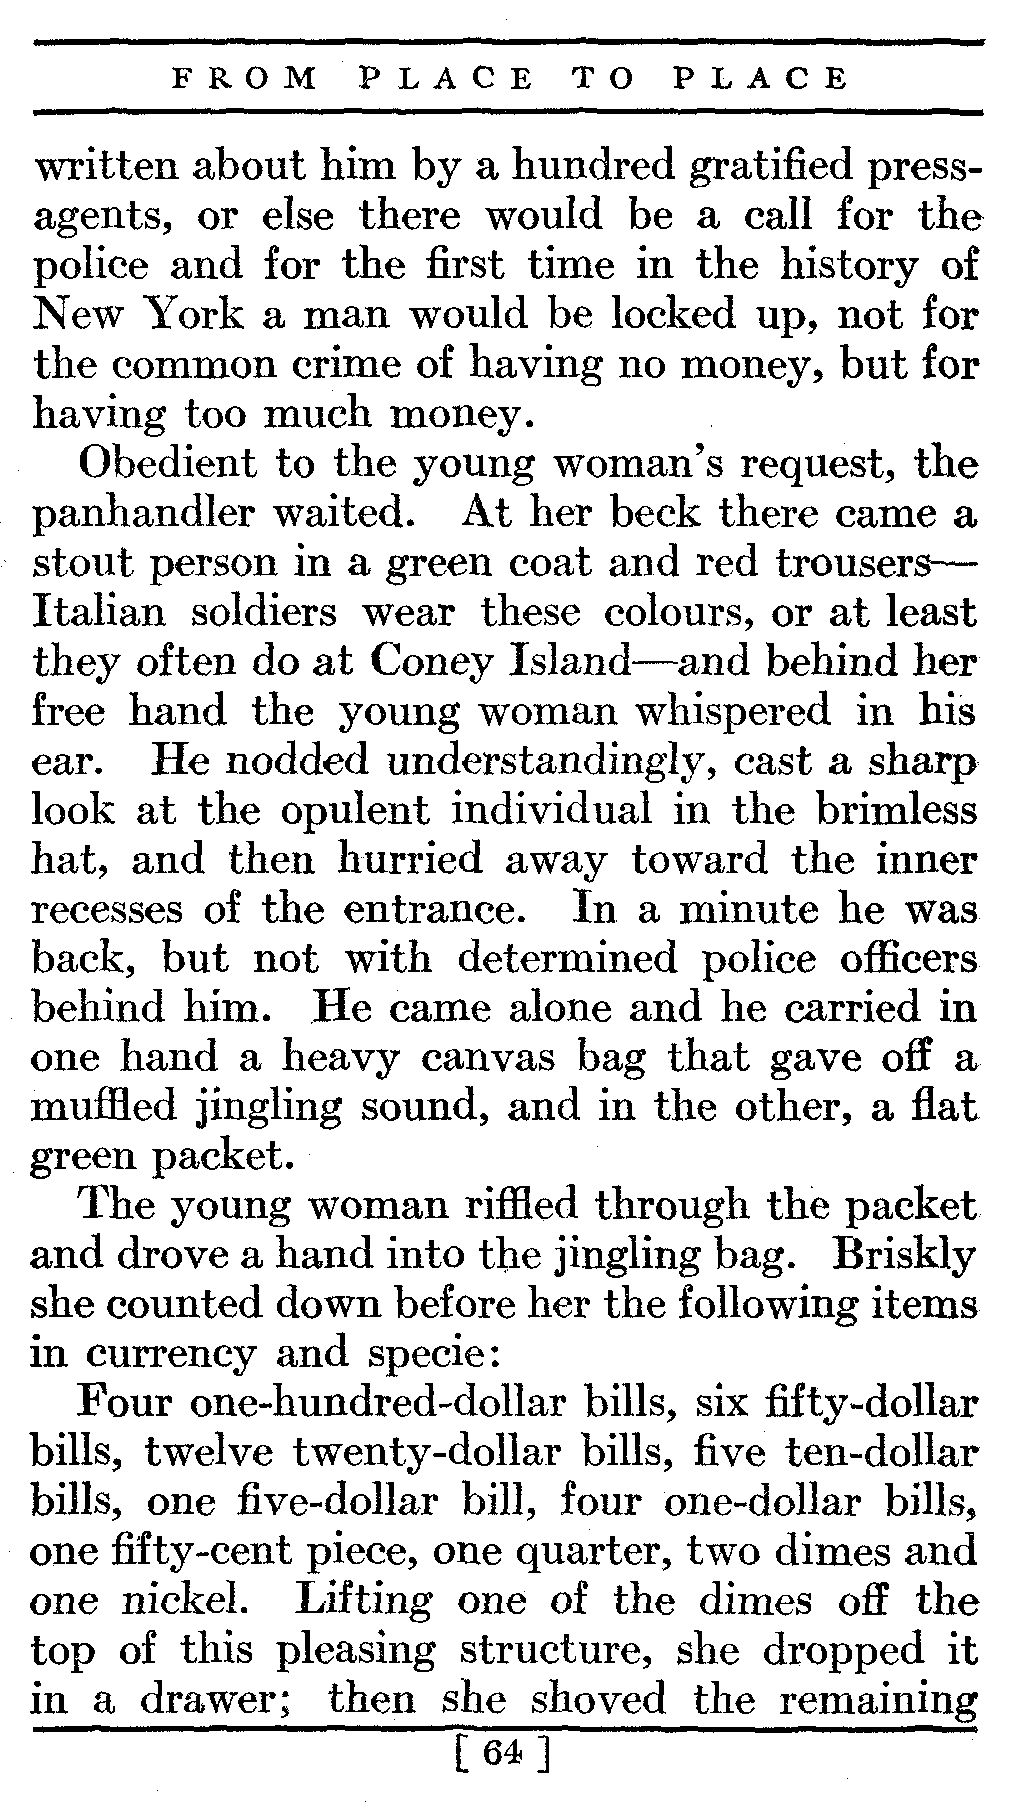 FROM PLACE TO PLACE
written about him by a hundred gratified press-
agents, or else there would be a call for the
police and for the first time in the history of
New York a man would be locked up, not for
the common crime of having no money, but for
having too much money.
Obedient to the young woman's request, the
panhandler waited. At her beck there came a
stout person in a green coat and red trousers—
Italian soldiers wear these colours, or at least
they often do at Coney Island—and behind her
free hand the young woman whispered in his
ear. He nodded understandingly, cast a sharp
look at the opulent individual in the brimless
hat, and then hurried away toward the inner
recesses of the entrance. In a minute he was
back, but not with determined police officers
behind him. He came alone and he carried in
one hand a heavy canvas bag that gave off a
muffled jingling sound, and in the other, a flat
green packet.
The young woman riffled through the packet
and drove a hand into the jingling bag. Briskly
she counted down before her the following items
in currency and specie:
Four one-hundred-dollar bills, six fifty-dollar
bills, twelve twenty-dollar bills, five ten-dollar
bills, one five-dollar bill, four one-dollar bills,
one fifty-cent piece, one quarter, two dimes and
one nickel. Lifting one of the dimes off the
top of this pleasing structure, she dropped it
in a drawer; then she shoved the remaining
[ 64 ]